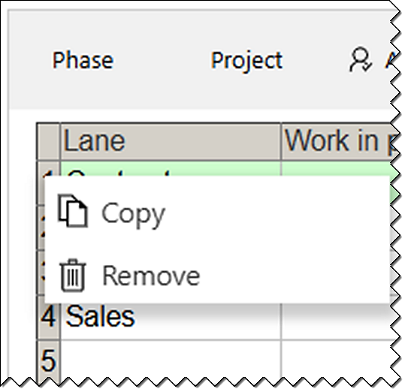 Phase Project
Lane Work in
Copy
Remove
4 Sales
5